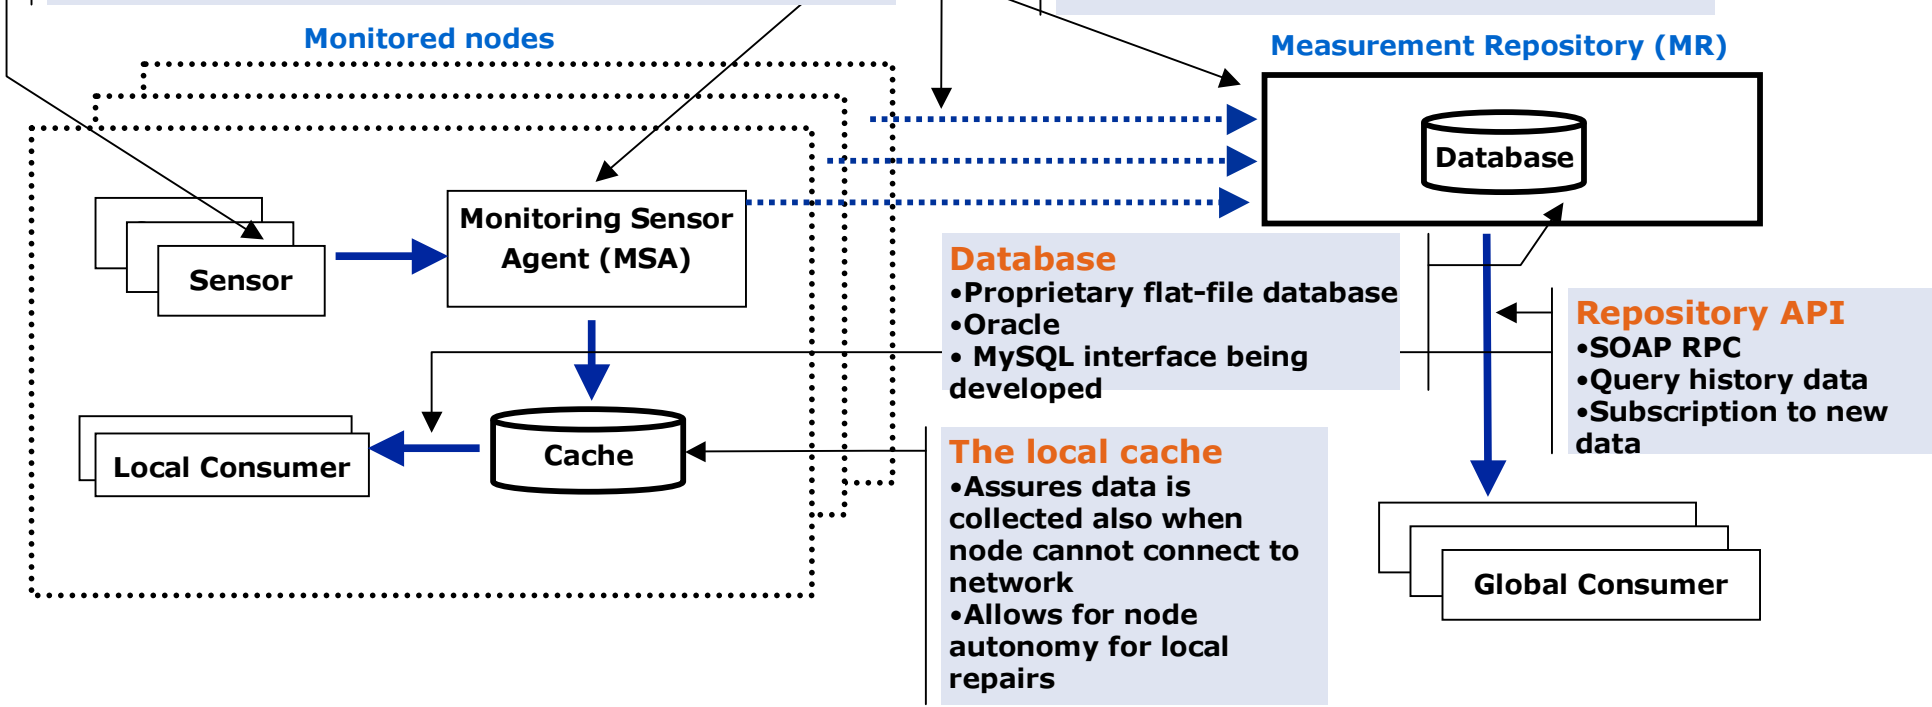 Monitored nodes
Measurement Repository (MR)
Database
Monitoring Sensor
Agent (MSA)
Sensor
Database
•Proprietary flat-file database
•Oracle
• MySQL interface being
developed
Repository API
•SOAP RPC
•Query history data
•Subscription to new
data
Local Consumer
Cache
The local cache
•Assures data is
collected also when
node cannot connect to
network
•Allows for node
autonomy for local
repairs
Global Consumer